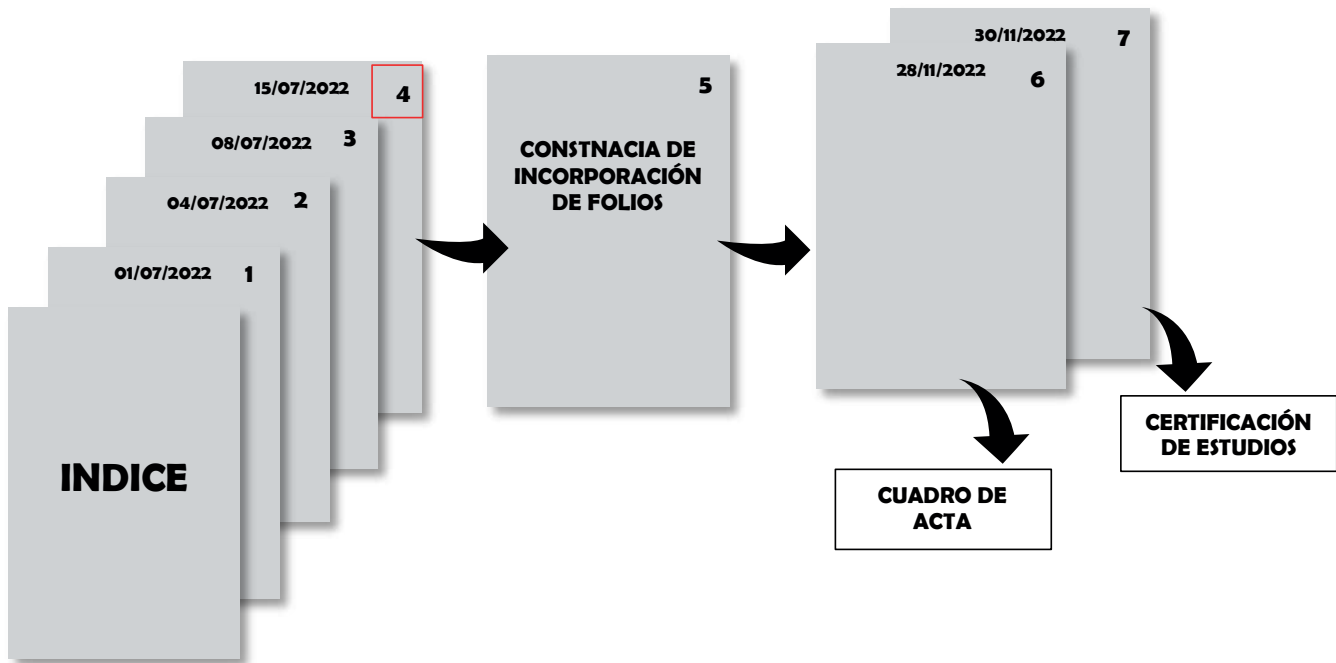 15/07/2022 4
08/07/2022 3
04/07/2022 2
01/07/2022 1
INDICE
5
CONSTNACIA DE
INCORPORACIÓN
DE FOLIOS
30/11/2022 7
28/11/2022 6
CERTIFICACIÓN
DE ESTUDIOS
CUADRO DE
ACTA